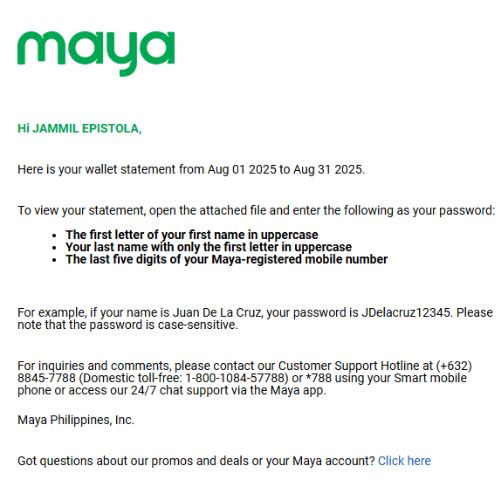 maya
Hi JAMMIL EPISTOLA,
Here is your wallet statement from Aug 01 2025 to Aug 31 2025.
To view your statement, open the attached file and enter the following as your password:
• The first letter of your first name in uppercase
• Your last name with only the first letter in uppercase
• The last five digits of your Maya-registered mobile number
For example, if your name is Juan De La Cruz, your password is JDelacruz12345. Please
note that the password is case-sensitive.
For inquiries and comments, please contact our Customer Support Hotline at (+632)
8845-7788 (Domestic toll-free: 1-800-1084-57788) or *788 using your Smart mobile
phone or access our 24/7 chat support via the Maya app.
Maya Philippines, Inc.
Got questions about our promos and deals or your Maya account? Click here